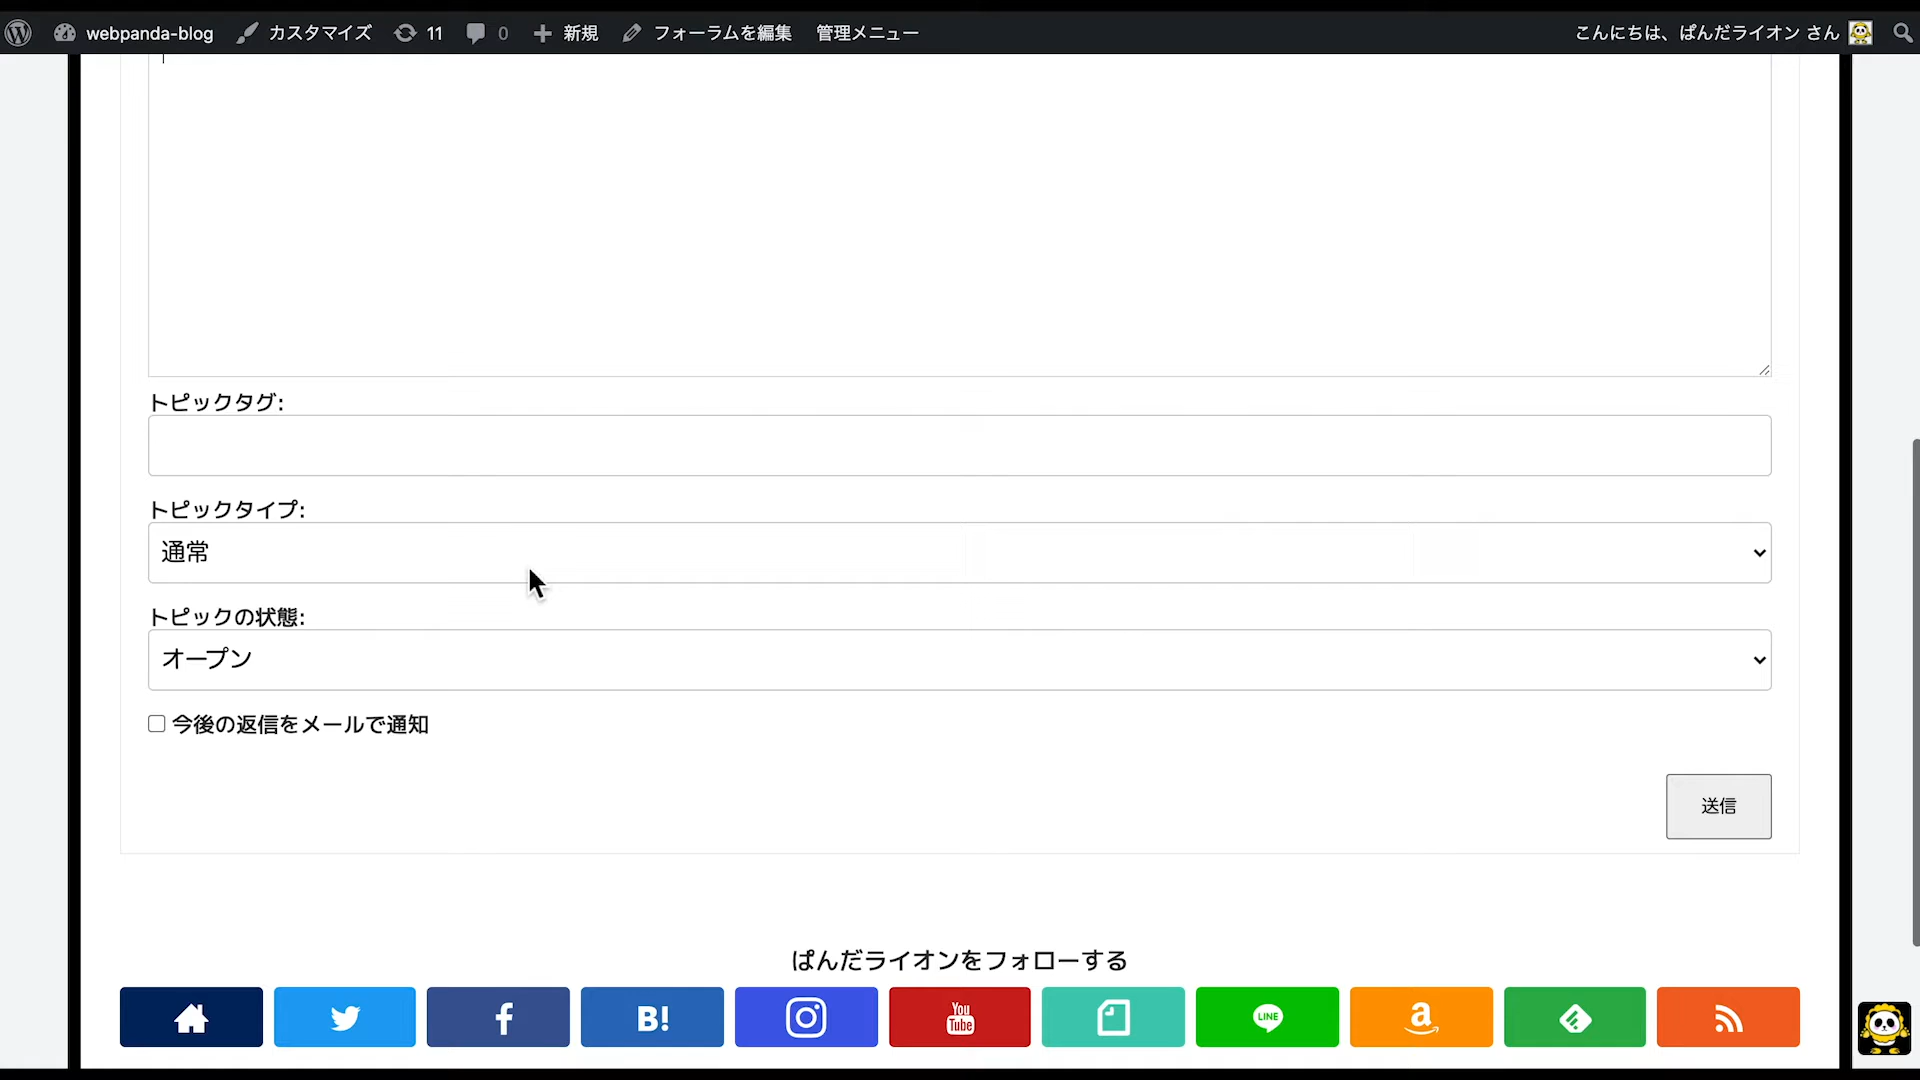 webpanda-blog カスタマイズ 11 0 新規 フォーラムを編集 管理メニュー こんにちは、ぱんだライオン さん
トピックタグ:
トピックタイプ:
通常
トピックの状態:
オープン
今後の返信をメールで通知
送信
ぱんだライオンをフォローする
B! You Tube LINE a